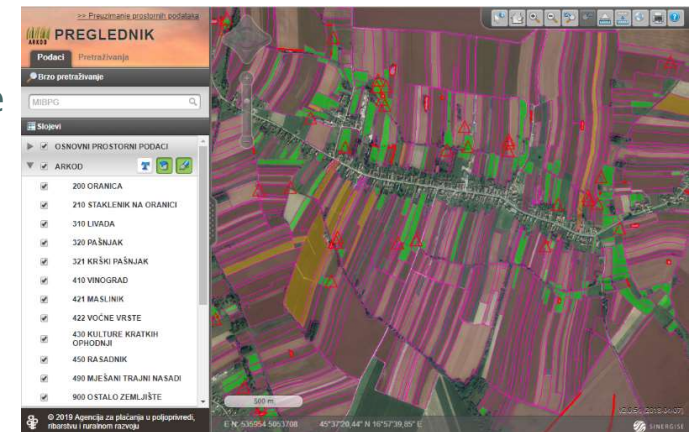 >> Preuzimanje prostornih podataka
ARKOD PREGLEDNIK
Podaci Pretraživanja
e
Brzo pretraživanje
MIBPG
Slojevi
OSNOVNI PROSTORNI PODACI
ARKOD
200 ORANICA
210 STAKLENIK NA ORANICI
310 LIVADA
320 PAŠNJAK
321 KRŠKI PAŠNJAK
410 VINOGRAD
421 MASLINIK
422 VOĆNE VRSTE
430 KULTURE KRATKIH
OPHODNJI
450 RASADNIK
490 MJEŠANI TRAJNI NASADI
900 OSTALO ZEMLJIŠTE
© 2019 Agencija za plaćanja u poljoprivredi,
ribarstvu i ruralnom razvoju
500 m
E N: 535954 5053788 45°37'20,44" N 16°57'39,85" E
SINERGISE